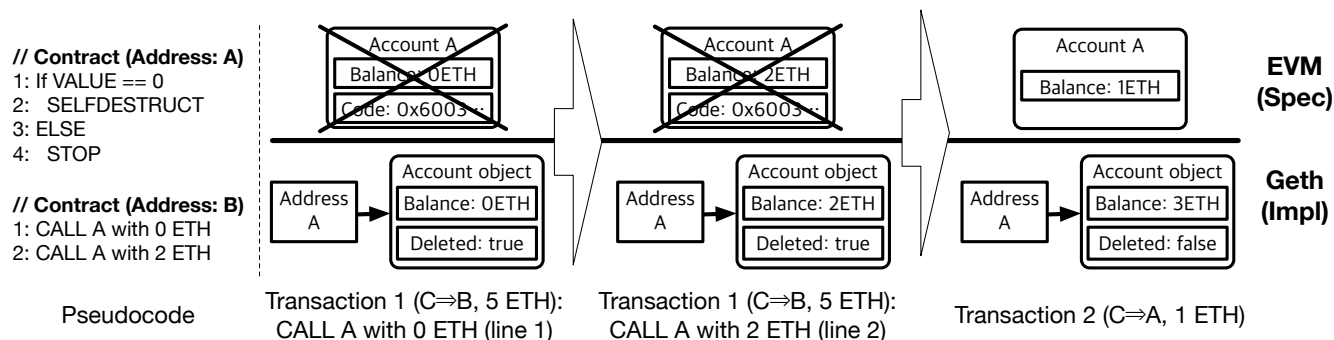 // Contract (Address: A)
1: If VALUE == 0
2: SELFDESTRUCT
3: ELSE
4: STOP
// Contract (Address: B)
1: CALL A with 0 ETH
2: CALL A with 2 ETH
Pseudocode
Account A
Balance: 0ETH
Code: 0x6003…
Address
A
Account object
Balance: 0ETH
Deleted: true
Transaction 1 (C⇒B, 5 ETH):
CALL A with 0 ETH (line 1)
Account A
Balance: 2ETH
Code: 0x6003…
Address
A
Account object
Balance: 2ETH
Deleted: true
Transaction 1 (C⇒B, 5 ETH):
CALL A with 2 ETH (line 2)
Account A
Balance: 1ETH
Address
A
Account object
Balance: 3ETH
Deleted: false
Transaction 2 (C⇒A, 1 ETH)
EVM
(Spec)
Geth
(Impl)